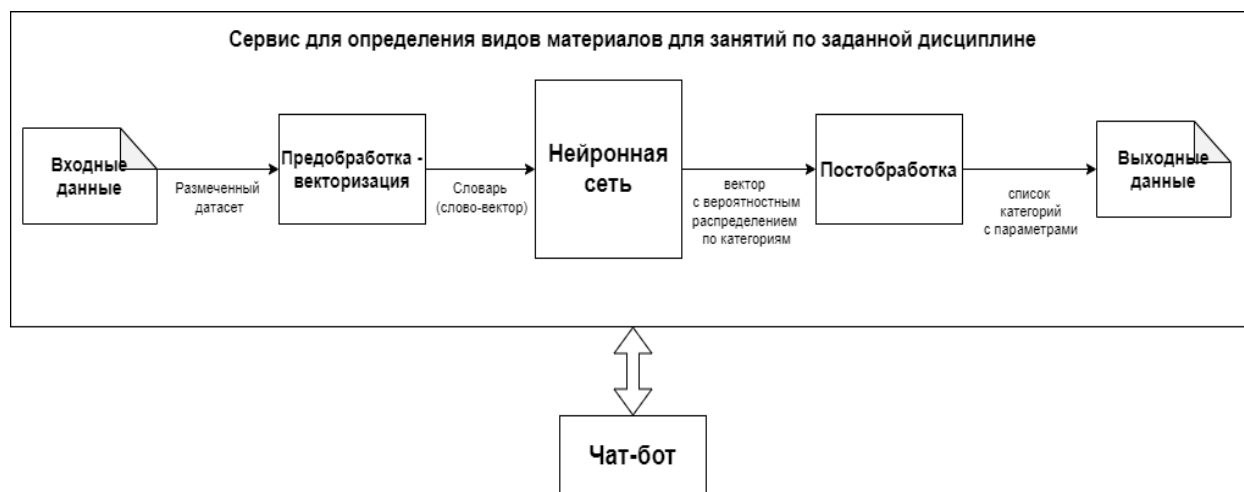 Сервис для определения видов материалов для занятий по заданной дисциплине
Входные
данные
Размеченный
датасет
Предобработка -
векторизация
Словарь
(слово-вектор)
Нейронная
сеть
вектор
с вероятностным
распределением
по категориям
Постобработка
список
категорий
с параметрами
Выходные
данные
Чат-бот